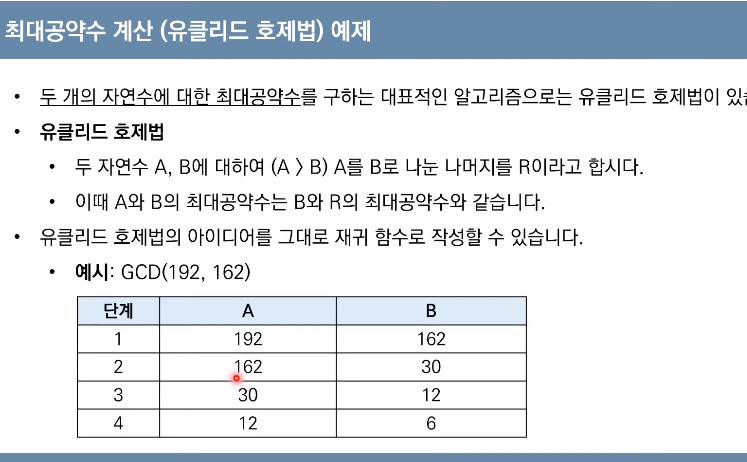 최대공약수 계산 (유클리드 호제법) 예제
• 두 개의 자연수에 대한 최대공약수를 구하는 대표적인 알고리즘으로는 유클리드 호제법이
• 유클리드 호제법
• 두 자연수 A, B에 대하여 (A > B) A를 B로 나눈 나머지를 R이라고 합시다.
• 이때 A와 B의 최대공약수는 B와 R의 최대공약수와 같습니다.
• 유클리드 호제법의 아이디어를 그대로 재귀 함수로 작성할 수 있습니다.
• 예시: GCD(192, 162)
단계 A B
1 192 162
2 162 30
3 30 12
4 12 6